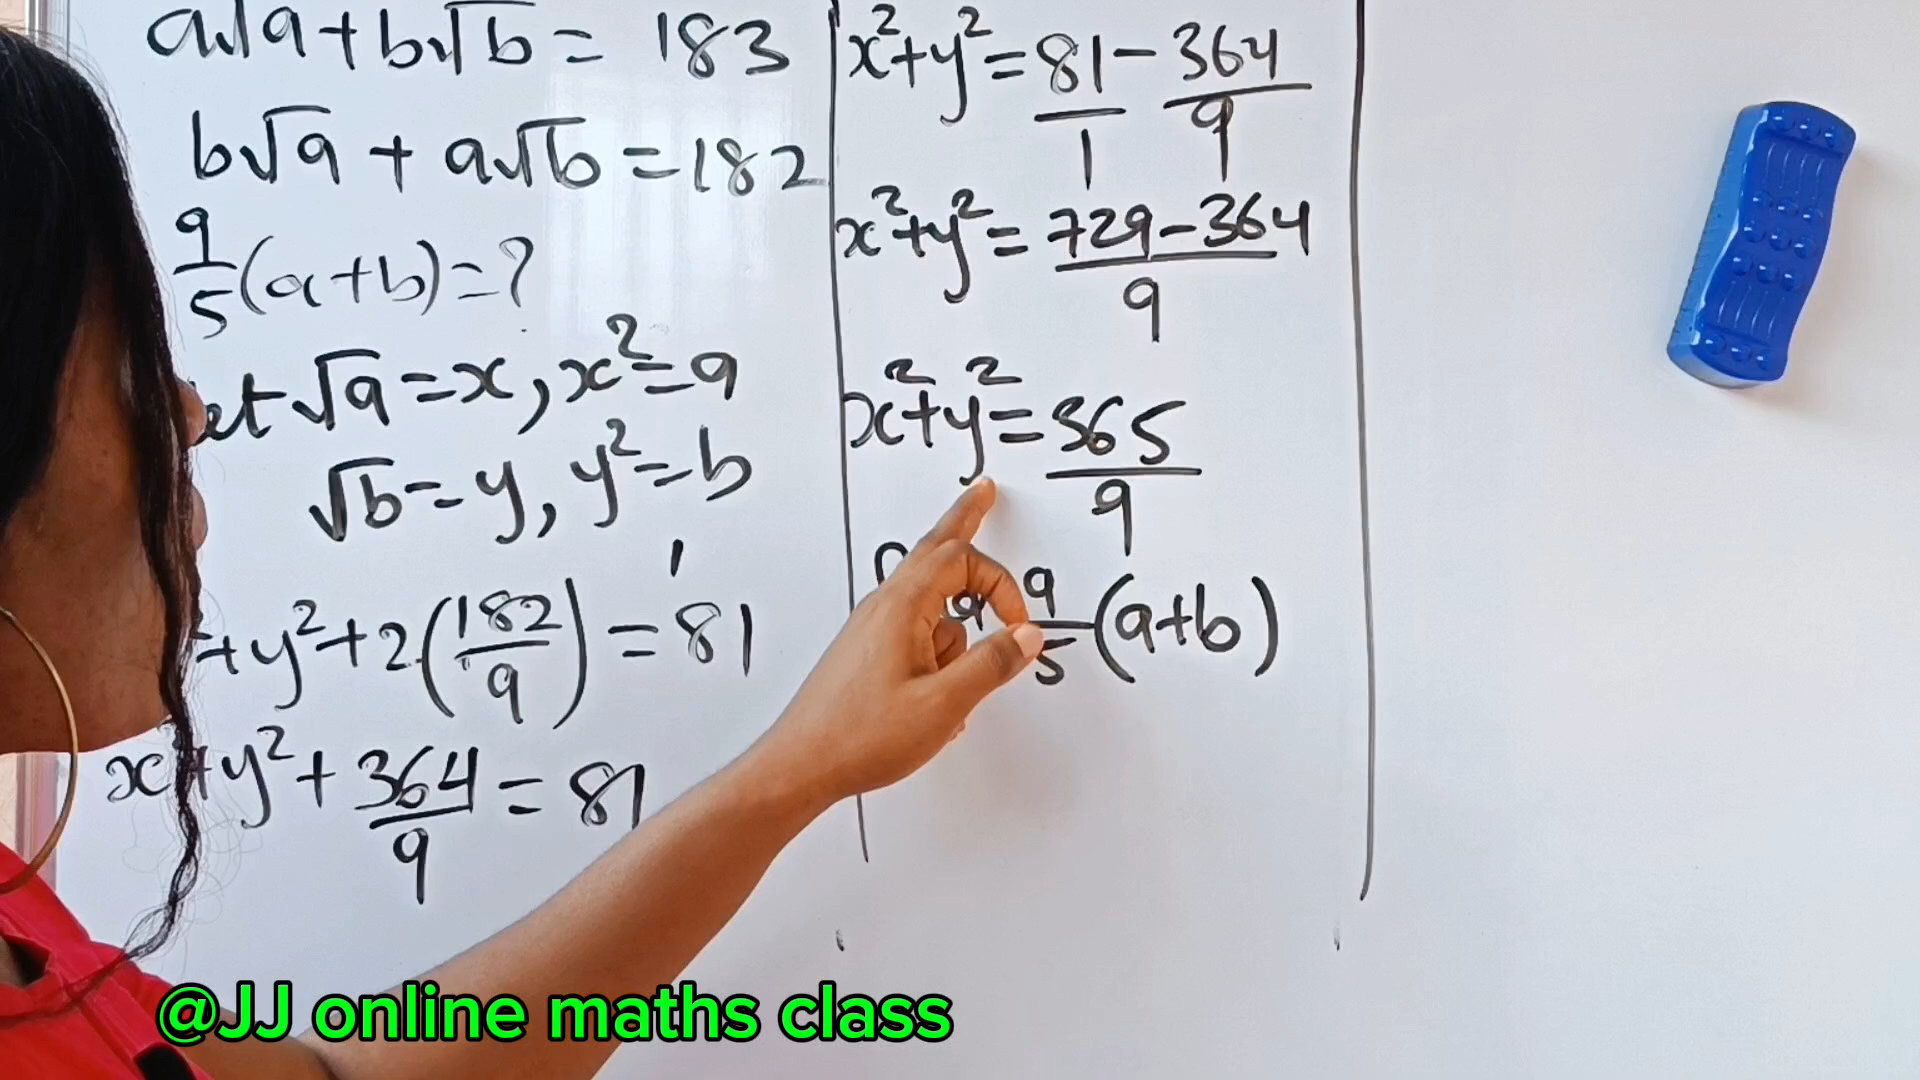 a√a+b√b= 183
b√a + a√b =182
9/5(a+b)=?
et √a=x, x²=a
√b=y, y²=b
+y²+2(182/9)=81
x²+y²+364/9=81
x²+y²=81/1-364/9
x²+y²=729-364/9
x²+y²=365/9
9/5(a+b)
@JJ online maths class